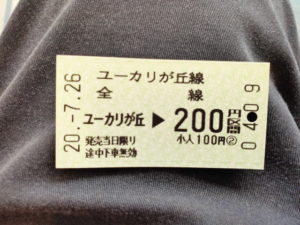 ユーカリが丘線
全 線
ユーカリが丘 ▶ 200円区間
発売当日限り
途中下車無効
小人100円②
20.-7.26
04●09